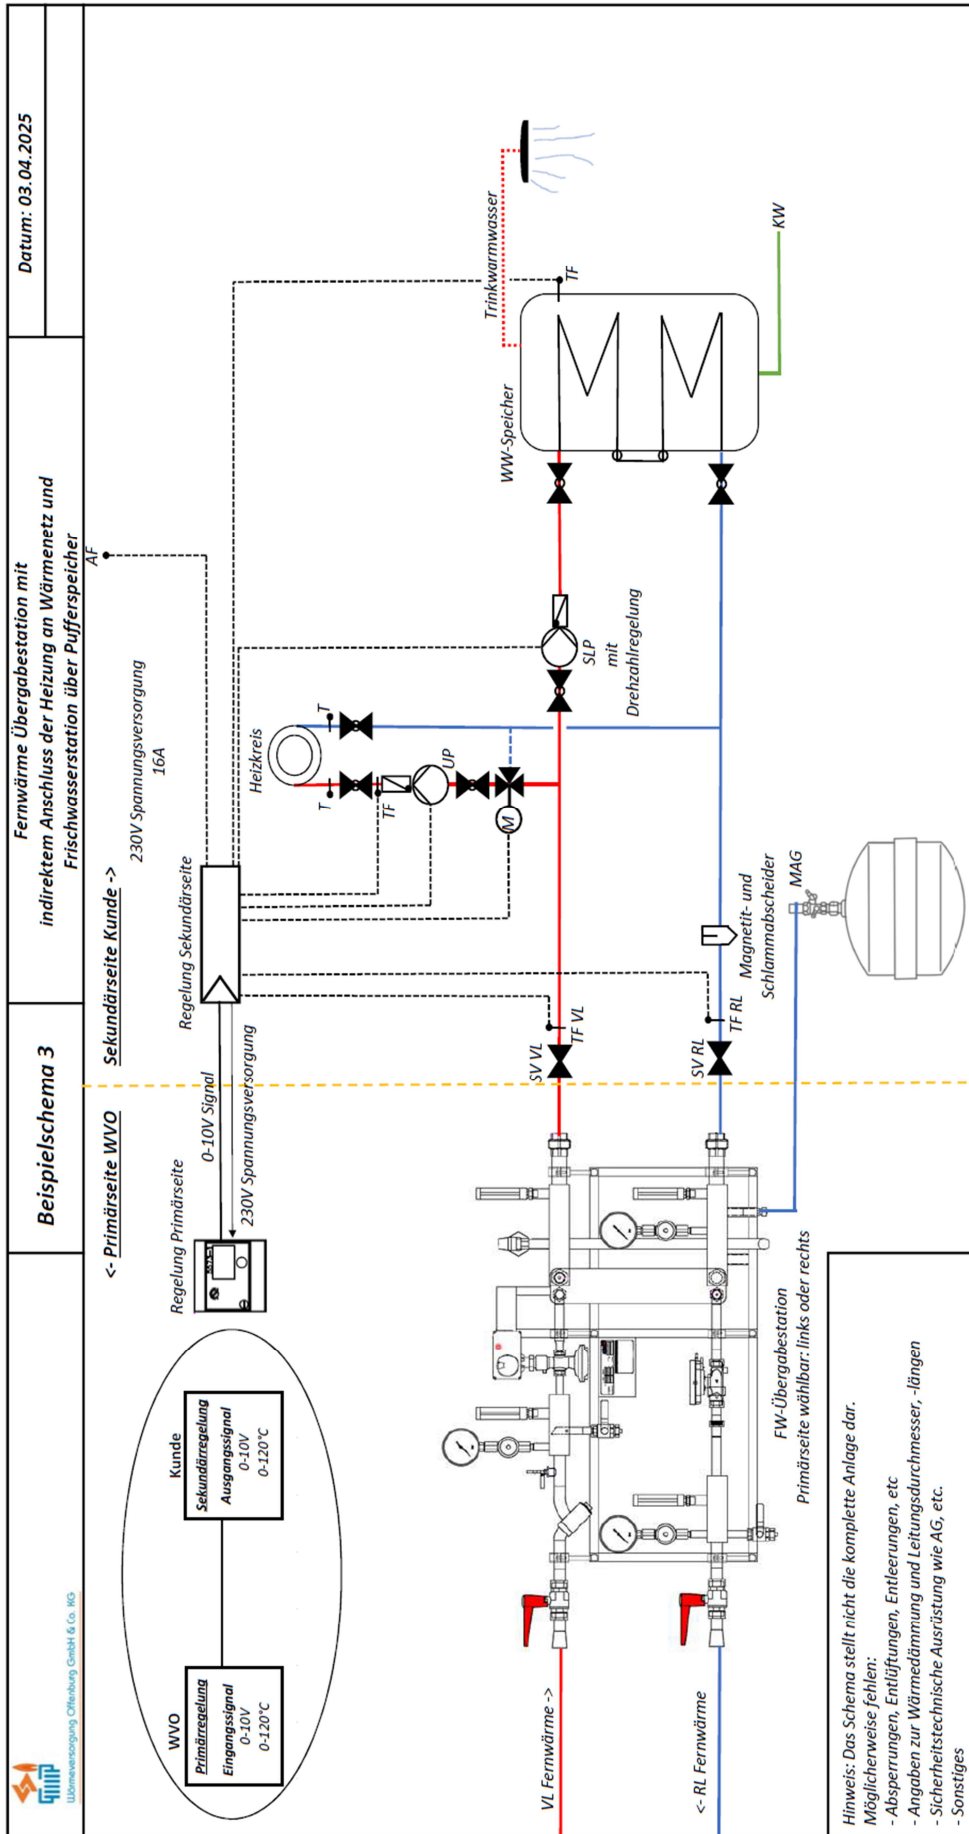 Wärmeversorgung Offenburg GmbH & Co. KG
Beispielschema 3
Fernwärme Übergabestation mit
indirektem Anschluss der Heizung an Wärmenetz und
Frischwasserstation über Pufferspeicher
Datum: 03.04.2025
<- Primärseite WVO
Sekundärseite Kunde ->
WVO
Primärregelung
Eingangssignal
0-10V
0-120°C
Kunde
Sekundärregelung
Ausgangssignal
0-10V
0-120°C
Regelung Primärseite
0-10V Signal
230V Spannungsversorgung
Regelung Sekundärseite
230V Spannungsversorgung
16A
AF
Heizkreis
T
T
TF
UP
M
SLP
mit
Drehzahlregelung
WW-Speicher
Trinkwarmwasser
TF
KW
SV VL
TF VL
SV RL
TF RL
Magnetit- und
Schlammabscheider
MAG
VL Fernwärme ->
<- RL Fernwärme
FW-Übergabestation
Primärseite wählbar: links oder rechts
Hinweis: Das Schema stellt nicht die komplette Anlage dar.
Möglicherweise fehlen:
- Absperrungen, Entlüftungen, Entleerungen, etc
- Angaben zur Wärmedämmung und Leitungsdurchmesser, -längen
- Sicherheitstechnische Ausrüstung wie AG, etc.
- Sonstiges